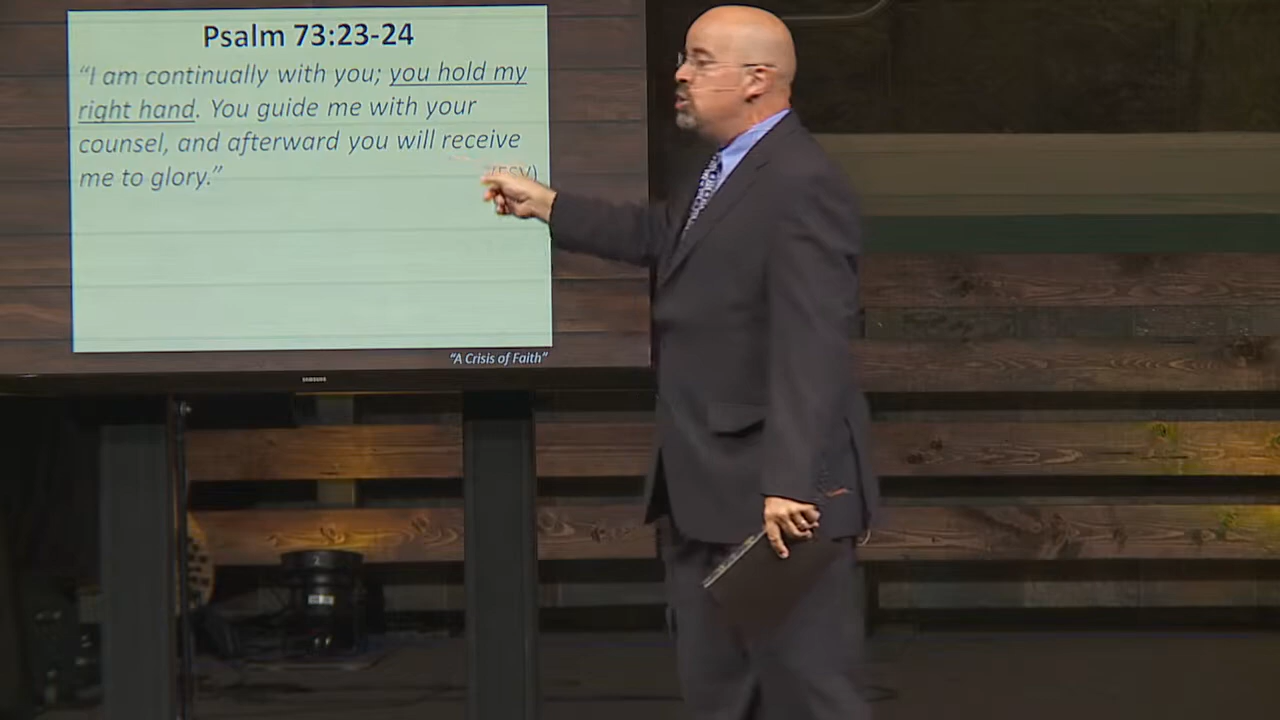 Psalm 73:23-24
“I am continually with you; you hold my
right hand. You guide me with your
counsel, and afterward you will receive
me to glory.” (ESV)
“A Crisis of Faith”
SAMSUNG